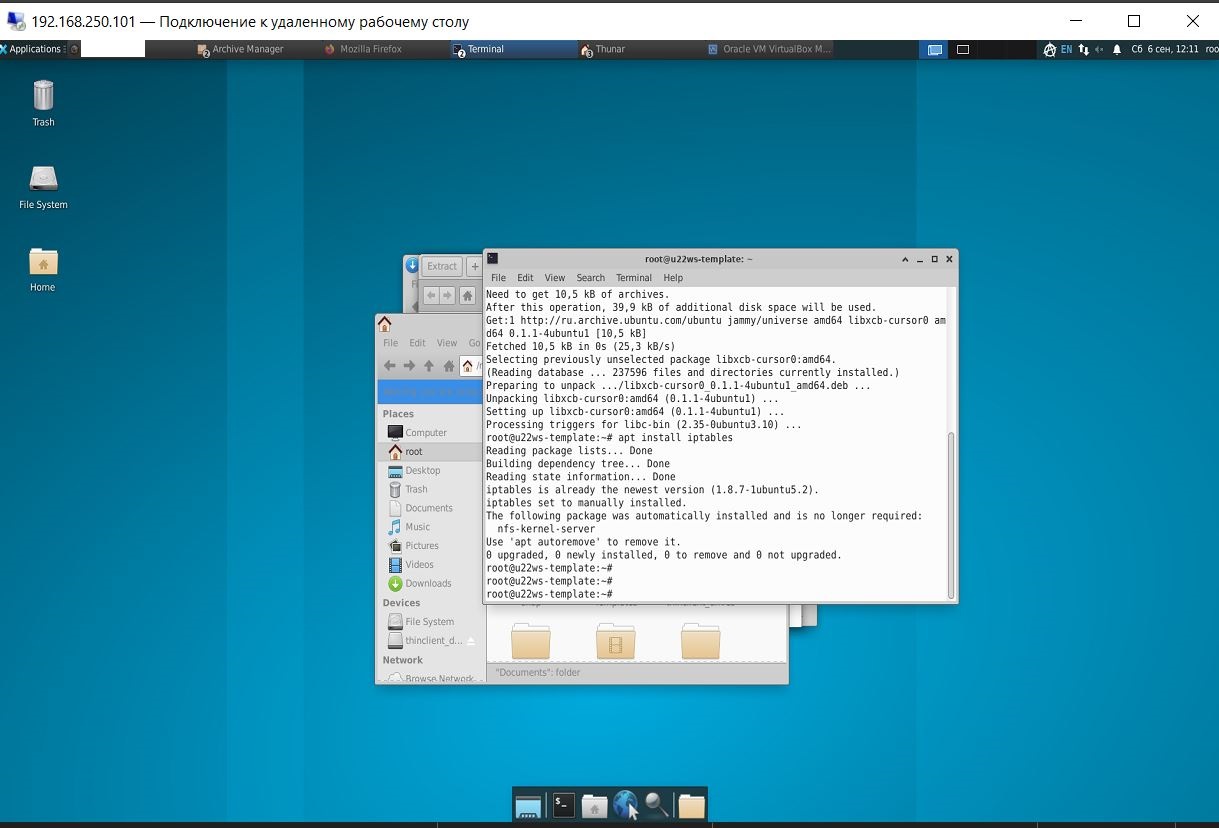 192.168.250.101 — Подключение к удаленному рабочему столу
Applications
2 Archive Manager
Mozilla Firefox
2 Terminal
3 Thunar
Oracle VM VirtualBox M...
EN
Сб 6 сен, 12:11 roo
Trash
File System
Home
Extract
root@u22ws-template: ~
File Edit View Search Terminal Help
Need to get 10,5 kB of archives.
After this operation, 39,9 kB of additional disk space will be used.
Get:1 http://ru.archive.ubuntu.com/ubuntu jammy/universe amd64 libxcb-cursor0 am
d64 0.1.1-4ubuntu1 [10,5 kB]
Fetched 10,5 kB in 0s (25,3 kB/s)
Selecting previously unselected package libxcb-cursor0:amd64.
(Reading database ... 237596 files and directories currently installed.)
Preparing to unpack .../libxcb-cursor0_0.1.1-4ubuntu1_amd64.deb ...
Unpacking libxcb-cursor0:amd64 (0.1.1-4ubuntu1) ...
Setting up libxcb-cursor0:amd64 (0.1.1-4ubuntu1) ...
Processing triggers for libc-bin (2.35-0ubuntu3.10) ...
root@u22ws-template:~# apt install iptables
Reading package lists... Done
Building dependency tree... Done
Reading state information... Done
iptables is already the newest version (1.8.7-1ubuntu5.2).
iptables set to manually installed.
The following package was automatically installed and is no longer required:
nfs-kernel-server
Use 'apt autoremove' to remove it.
0 upgraded, 0 newly installed, 0 to remove and 0 not upgraded.
root@u22ws-template:~#
root@u22ws-template:~#
root@u22ws-template:~#
File Edit View Go
Places
Computer
root
Desktop
Trash
Documents
Music
Pictures
Videos
Downloads
Devices
File System
thinclient_d...
Network
Browse Network
"Documents": folder